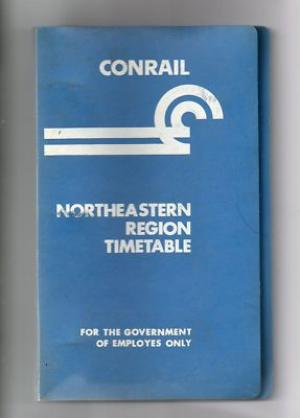 CONRAIL
NORTHEASTERN
REGION
TIMETABLE
FOR THE GOVERNMENT
OF EMPLOYES ONLY